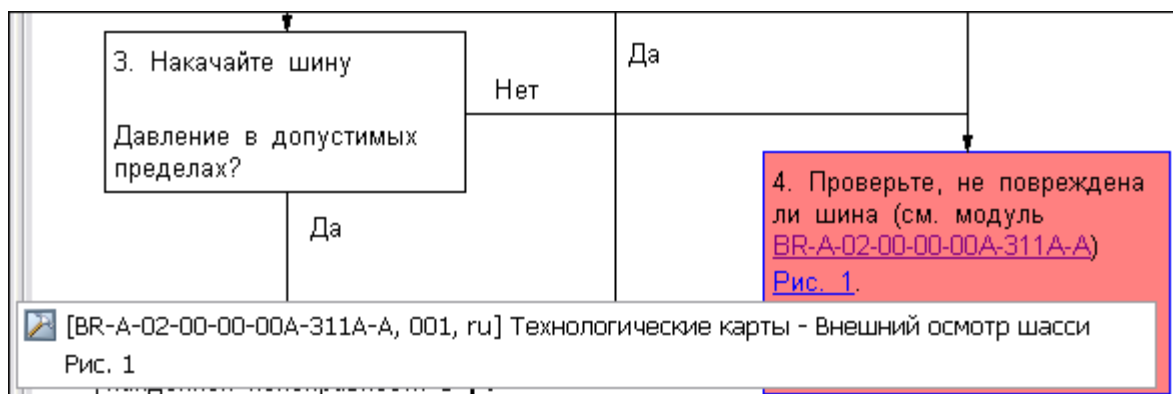 3. Накачайте шину
Давление в допустимых
пределах?
Нет
Да
Да
4. Проверьте, не повреждена
ли шина (см. модуль
BR-A-02-00-00-00A-311A-A)
Рис. 1.
[BR-A-02-00-00-00A-311A-A, 001, ru] Технологические карты - Внешний осмотр шасси
Рис. 1